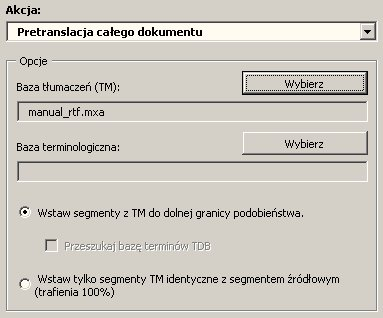 Akcja:
Pretranslacja całego dokumentu
Opcje
Baza tłumaczeń (TM):
Wybierz
manual_rtf.mxa
Baza terminologiczna:
Wybierz
Wstaw segmenty z TM do dolnej granicy podobieństwa.
Przeszukaj bazę terminów TDB
Wstaw tylko segmenty TM identyczne z segmentem źródłowym
(trafienia 100%)